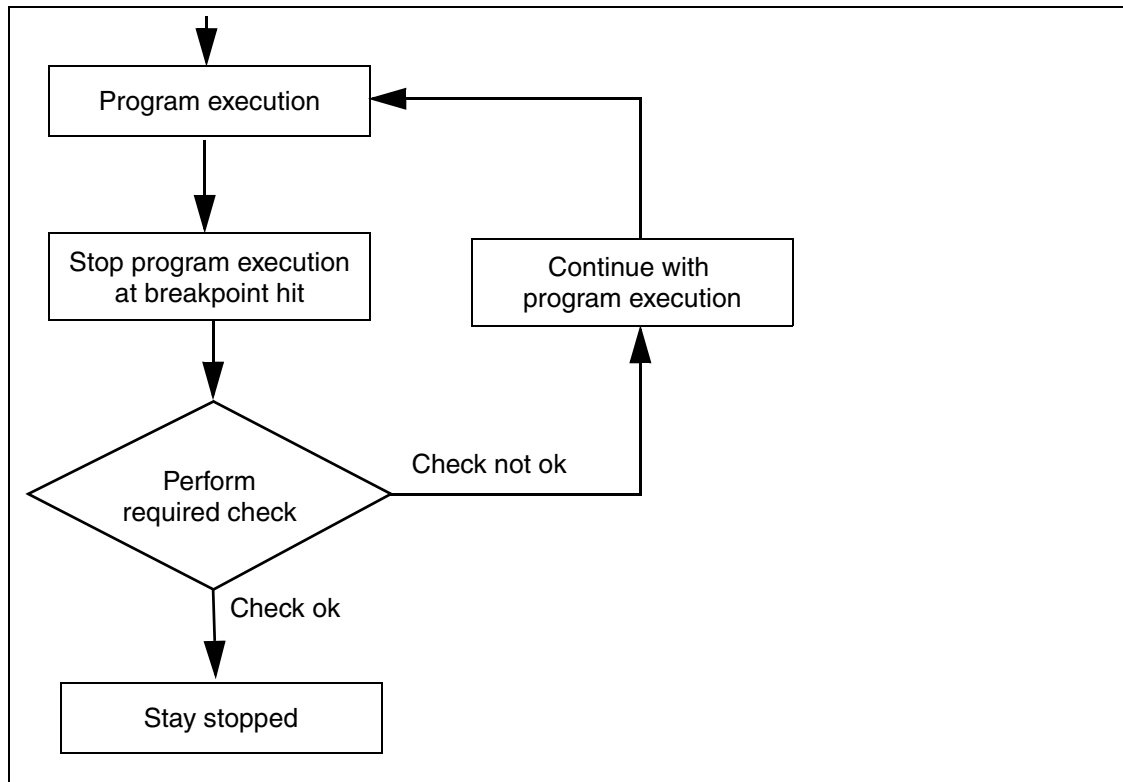 Program execution
Stop program execution
at breakpoint hit
Continue with
program execution
Check not ok
Perform
required check
Check ok
Stay stopped